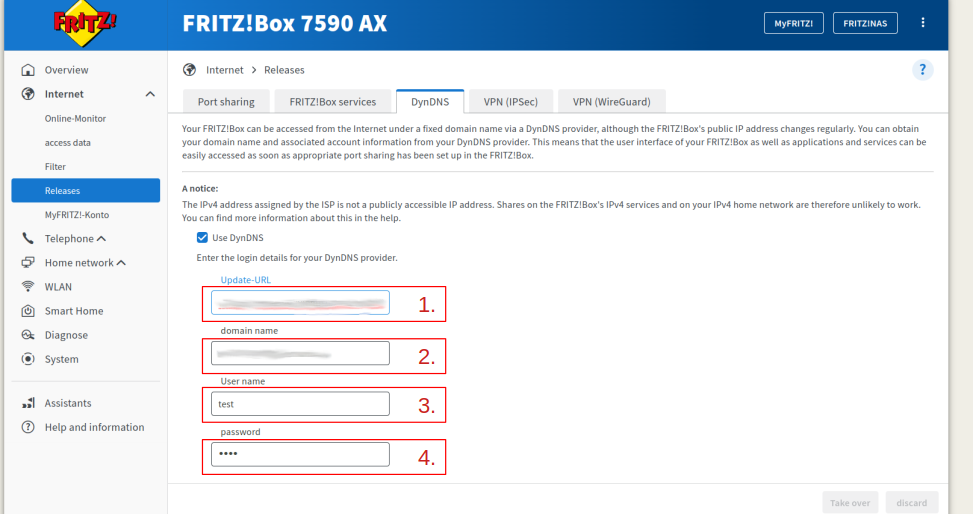 FRITZ!
FRITZ!Box 7590 AX
MyFRITZ!
FRITZ!NAS
Overview
Internet
Online-Monitor
access data
Filter
Releases
MyFRITZ!-Konto
Telephone
Home network
WLAN
Smart Home
Diagnose
System
Assistants
Help and information
Internet > Releases
?
Port sharing
FRITZ!Box services
DynDNS
VPN (IPSec)
VPN (WireGuard)
Your FRITZ!Box can be accessed from the Internet under a fixed domain name via a DynDNS provider, although the FRITZ!Box's public IP address changes regularly. You can obtain
your domain name and associated account information from your DynDNS provider. This means that the user interface of your FRITZ!Box as well as applications and services can be
easily accessed as soon as appropriate port sharing has been set up in the FRITZ!Box.
A notice:
The IPv4 address assigned by the ISP is not a publicly accessible IP address. Shares on the FRITZ!Box's IPv4 services and on your IPv4 home network are therefore unlikely to work.
You can find more information about this in the help.
Use DynDNS
Enter the login details for your DynDNS provider.
Update-URL
1.
domain name
2.
User name
test
3.
password
••••
4.
Take over
discard